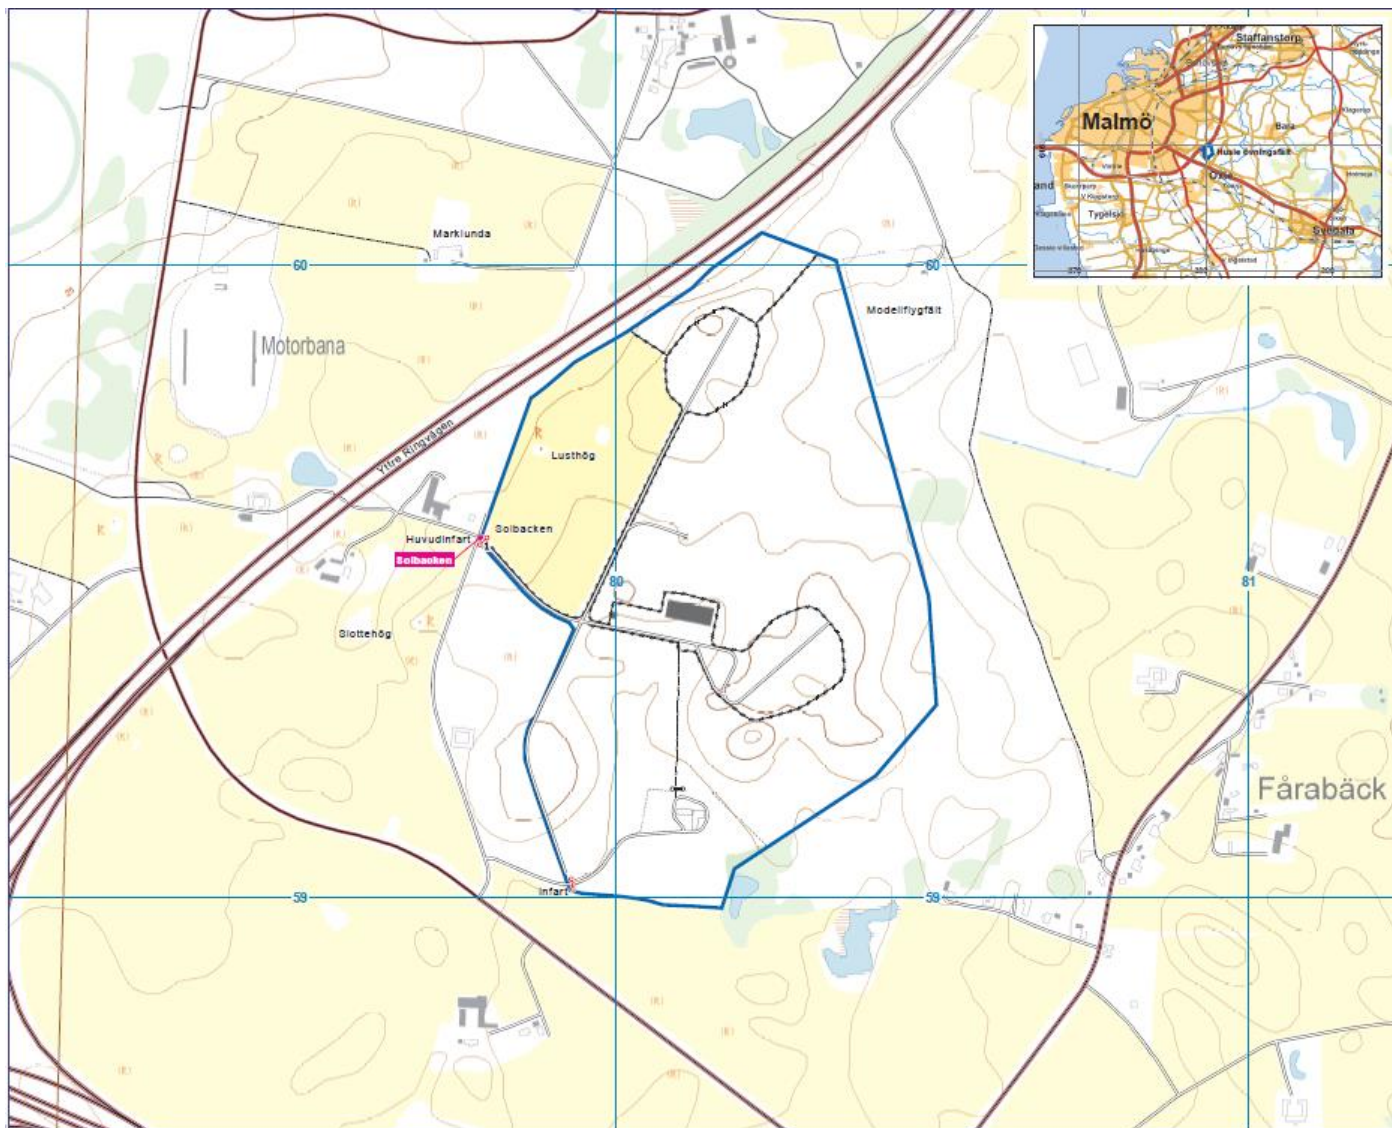 Staffanstorp
Malmö
Bara
Husie övningsfält
Oxie
Tygelsjö
Svedala
Marklunda
60
60
Modellflygfält
Motorbana
Yttre Ringvägen
Lusthög
Solbacken
Huvudinfart
1
Solbacken
80
81
Slottehög
Fårabäck
Infart
59
59